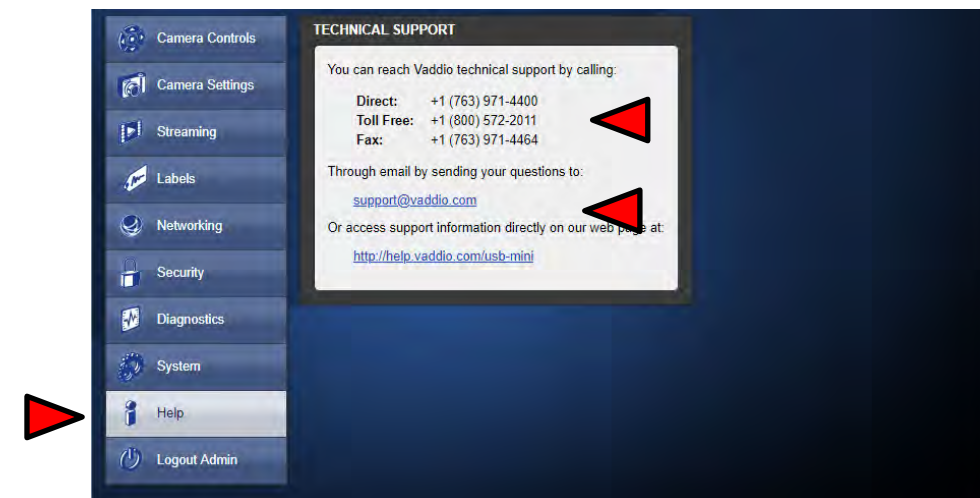 Camera Controls
Camera Settings
Streaming
Labels
Networking
Security
Diagnostics
System
Help
Logout Admin
TECHNICAL SUPPORT
You can reach Vaddio technical support by calling:
Direct: +1 (763) 971-4400
Toll Free: +1 (800) 572-2011
Fax: +1 (763) 971-4464
Through email by sending your questions to:
support@vaddio.com
Or access support information directly on our web page at:
http://help.vaddio.com/usb-mini